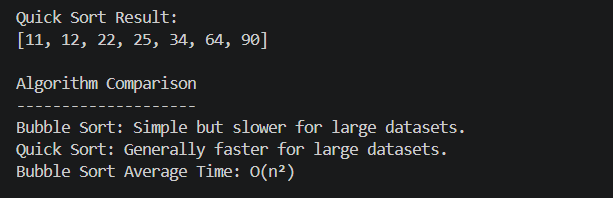 Quick Sort Result:
[11, 12, 22, 25, 34, 64, 90]
Algorithm Comparison
--------------------
Bubble Sort: Simple but slower for large datasets.
Quick Sort: Generally faster for large datasets.
Bubble Sort Average Time: O(n²)